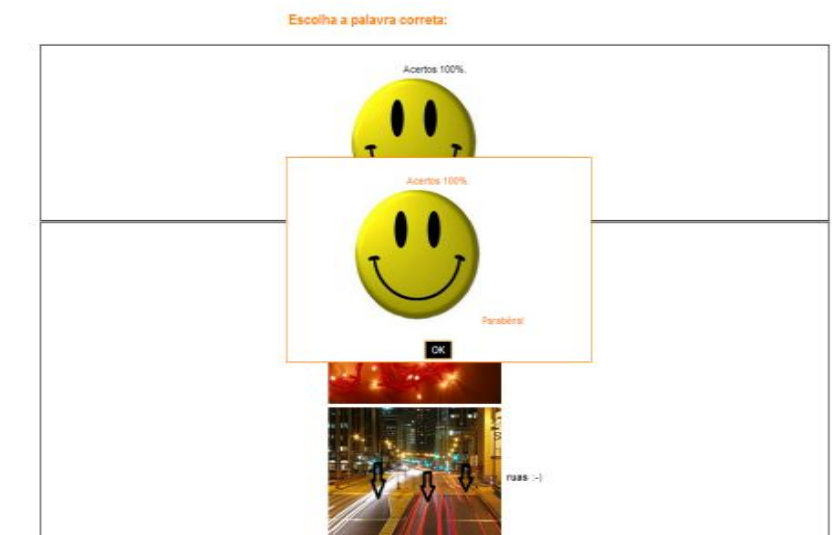 Escolha a palavra correta:
Acertos 100%.
Acertos 100%.
Parabéns!
OK
ruas :-)